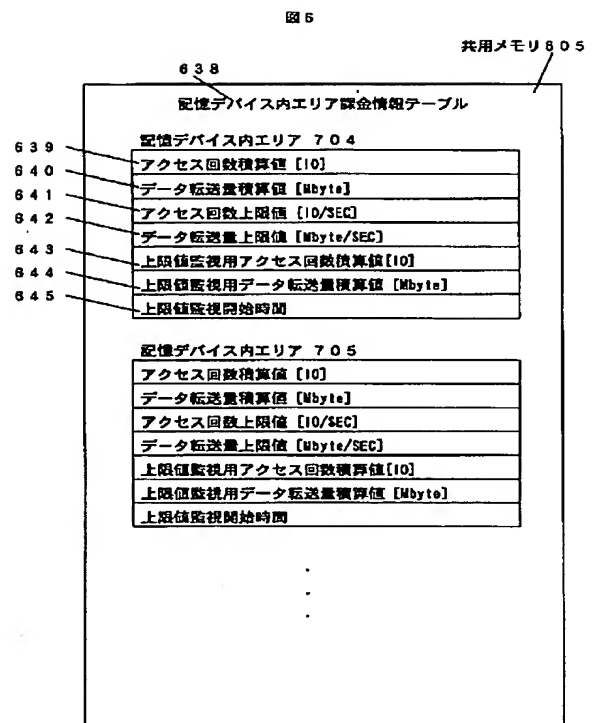 図6
共用メモリ605
638
記憶デバイス内エリア課金情報テーブル
記憶デバイス内エリア 704
639 アクセス回数積算値 [IO]
640 データ転送量積算値 [Mbyte]
641 アクセス回数上限値 [IO/SEC]
642 データ転送量上限値 [Mbyte/SEC]
643 上限値監視用アクセス回数積算値[IO]
644 上限値監視用データ転送量積算値 [Mbyte]
645 上限値監視開始時間
記憶デバイス内エリア 705
アクセス回数積算値 [IO]
データ転送量積算値 [Mbyte]
アクセス回数上限値 [IO/SEC]
データ転送量上限値 [Mbyte/SEC]
上限値監視用アクセス回数積算値[IO]
上限値監視用データ転送量積算値 [Mbyte]
上限値監視開始時間